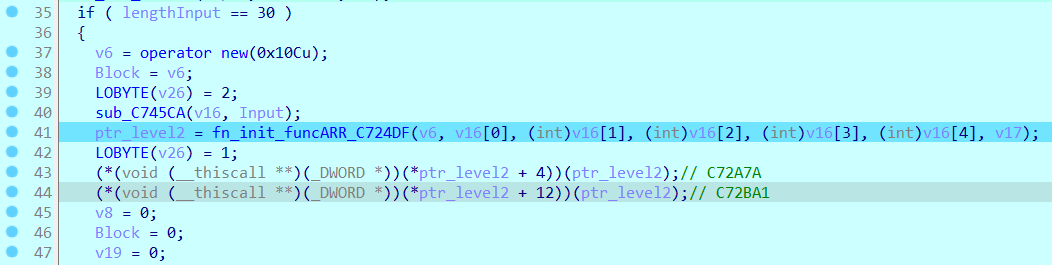 35 if ( lengthInput == 30 )
36 {
37 v6 = operator new(0x10Cu);
38 Block = v6;
39 LOBYTE(v26) = 2;
40 sub_C745CA(v16, Input);
41 ptr_level2 = fn_init_funcARR_C724DF(v6, v16[0], (int)v16[1], (int)v16[2], (int)v16[3], (int)v16[4], v17);
42 LOBYTE(v26) = 1;
43 (*(void (__thiscall **)(_DWORD *))(*ptr_level2 + 4))(ptr_level2);// C72A7A
44 (*(void (__thiscall **)(_DWORD *))(*ptr_level2 + 12))(ptr_level2);// C72BA1
45 v8 = 0;
46 Block = 0;
47 v19 = 0;